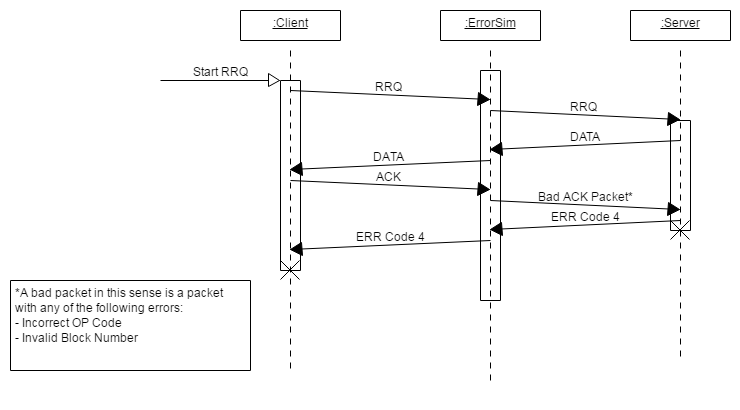 :Client
:ErrorSim
:Server
Start RRQ
RRQ
RRQ
DATA
DATA
ACK
Bad ACK Packet*
ERR Code 4
ERR Code 4
*A bad packet in this sense is a packet
with any of the following errors:
- Incorrect OP Code
- Invalid Block Number